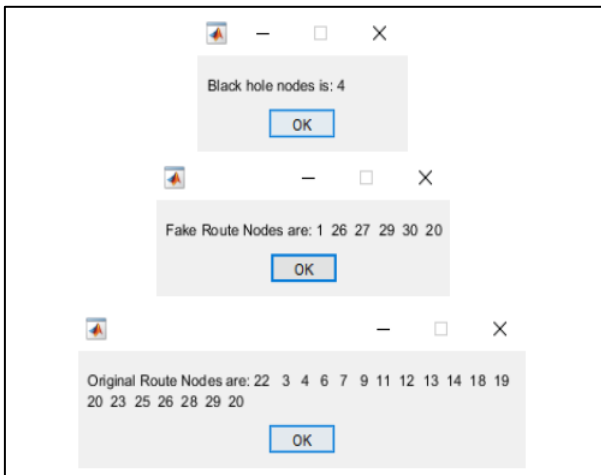 Black hole nodes is: 4
OK
Fake Route Nodes are: 1 26 27 29 30 20
OK
Original Route Nodes are: 22 3 4 6 7 9 11 12 13 14 18 19
20 23 25 26 28 29 20
OK